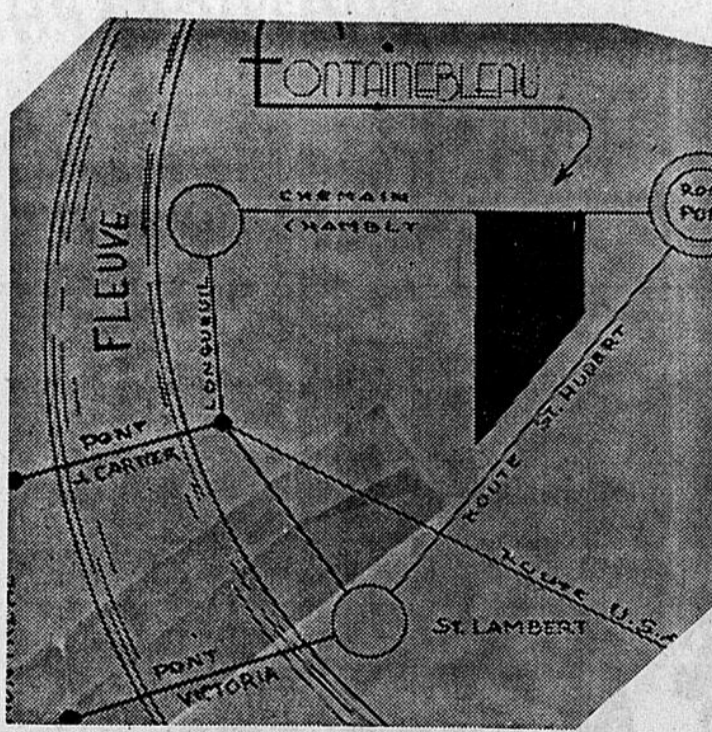 FONTAINEBLEAU
CHEMAIN
CHAMBLY
FLEUVE
LONGUEUIL
PONT
J. CARTIER
ROUTE ST. HUBERT
ROUTE U.S.A
ST. LAMBERT
PONT
VICTORIA